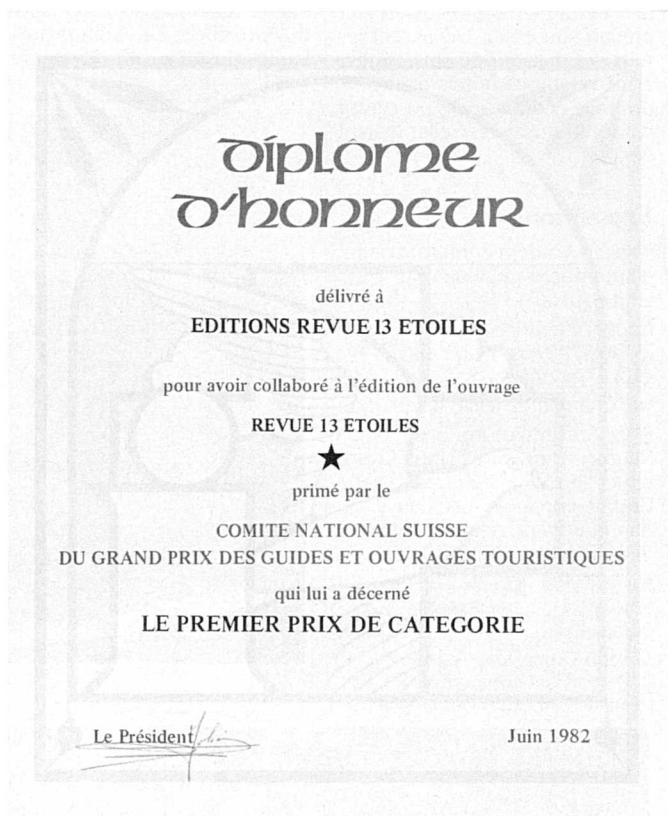 díplôme
d'honneur
délivré à
EDITIONS REVUE 13 ETOILES
pour avoir collaboré à l'édition de l'ouvrage
REVUE 13 ETOILES
primé par le
COMITE NATIONAL SUISSE
DU GRAND PRIX DES GUIDES ET OUVRAGES TOURISTIQUES
qui lui a décerné
LE PREMIER PRIX DE CATEGORIE
Le Président
Juin 1982